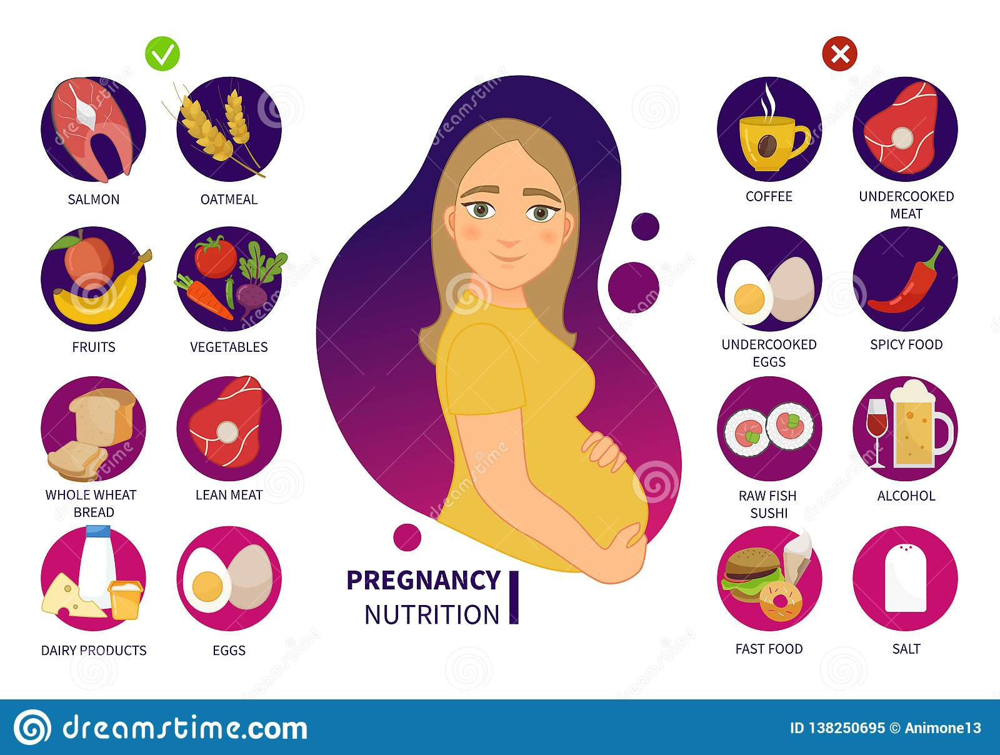 SALMON
OATMEAL
FRUITS
VEGETABLES
WHOLE WHEAT
BREAD
LEAN MEAT
DAIRY PRODUCTS
EGGS
PREGNANCY
NUTRITION
COFFEE
UNDERCOOKED
MEAT
UNDERCOOKED
EGGS
SPICY FOOD
RAW FISH
SUSHI
ALCOHOL
FAST FOOD
SALT
dreamstime.com
ID 138250695 © Animone13